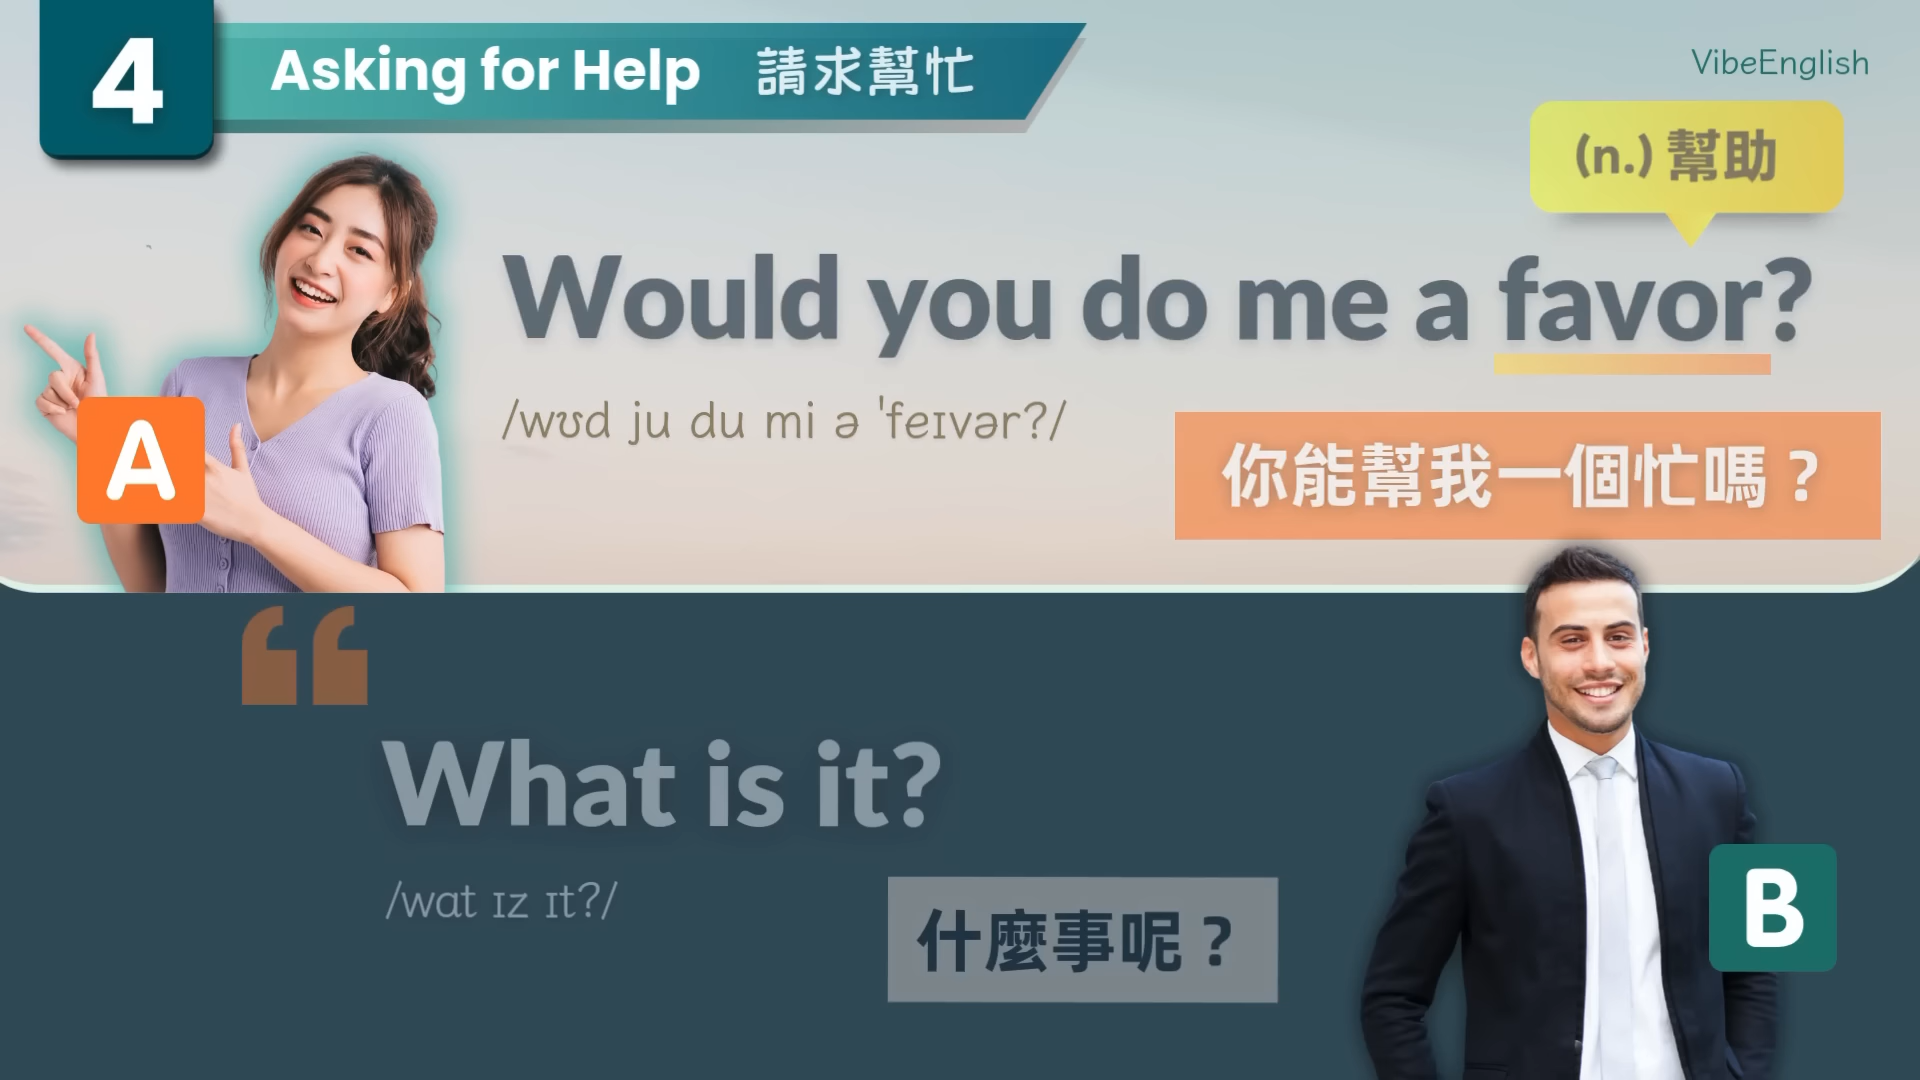 4
Asking for Help 請求幫忙
VibeEnglish
(n.) 幫助
Would you do me a favor?
/wʊd ju du mi ə ˈfeɪvər?/
你能幫我一個忙嗎？
A
“
What is it?
/wɑt ɪz ɪt?/
什麼事呢？
B